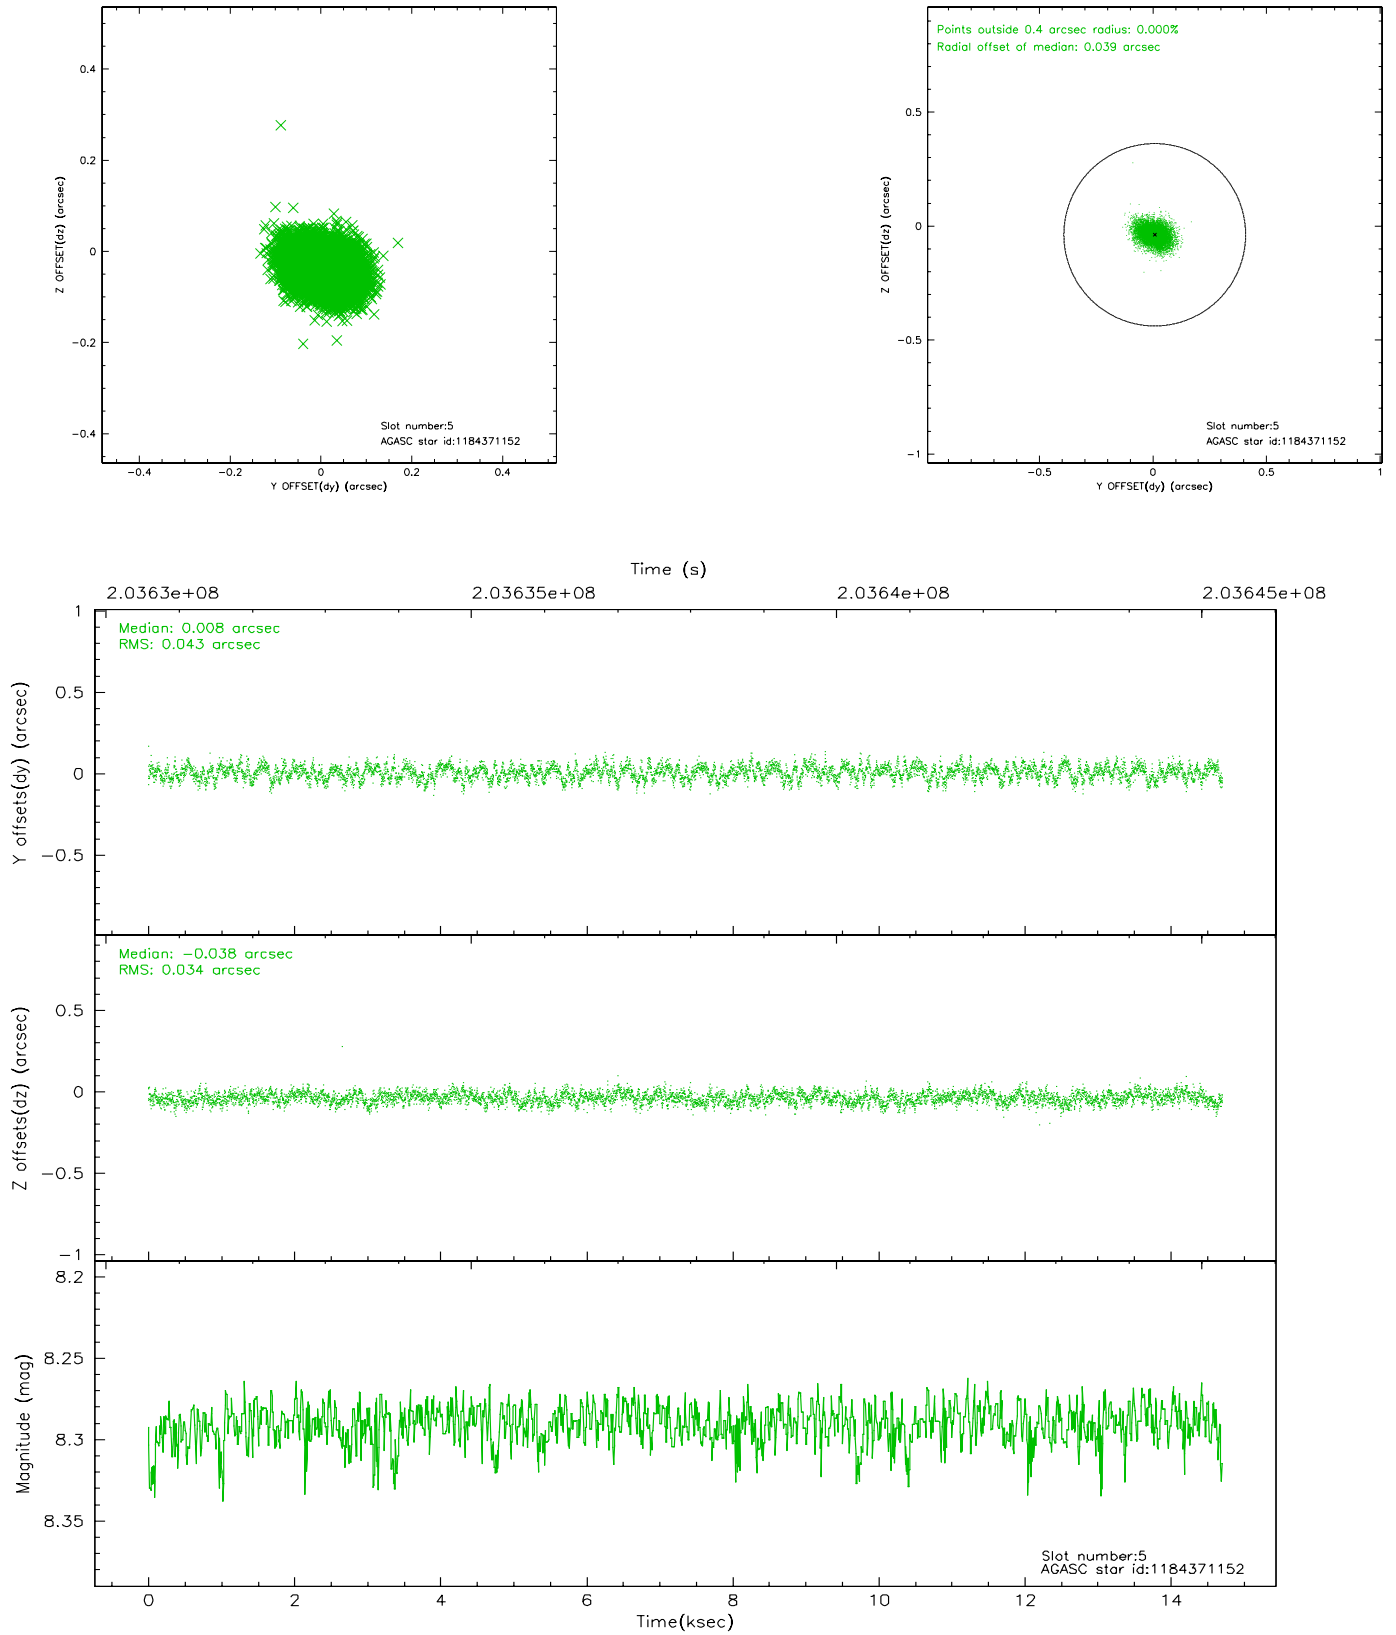 0.4
0.2
0
−0.2
−0.4
Z OFFSET(dz) (arcsec)
Slot number:5
AGASC star id:1184371152
−0.4 −0.2 0 0.2 0.4
Y OFFSET(dy) (arcsec)
Points outside 0.4 arcsec radius: 0.000%
Radial offset of median: 0.039 arcsec
0.5
0
−0.5
−1
Z OFFSET(dz) (arcsec)
Slot number:5
AGASC star id:1184371152
−0.5 0 0.5 1
Y OFFSET(dy) (arcsec)
Time (s)
2.0363e+08 2.03635e+08 2.0364e+08 2.03645e+08
Median: 0.008 arcsec
RMS: 0.043 arcsec
1
0.5
0
−0.5
Y offsets(dy) (arcsec)
Median: −0.038 arcsec
RMS: 0.034 arcsec
0.5
0
−0.5
−1
Z offsets(dz) (arcsec)
8.2
8.25
8.3
8.35
Magnitude (mag)
Slot number:5
AGASC star id:1184371152
0 2 4 6 8 10 12 14
Time(ksec)